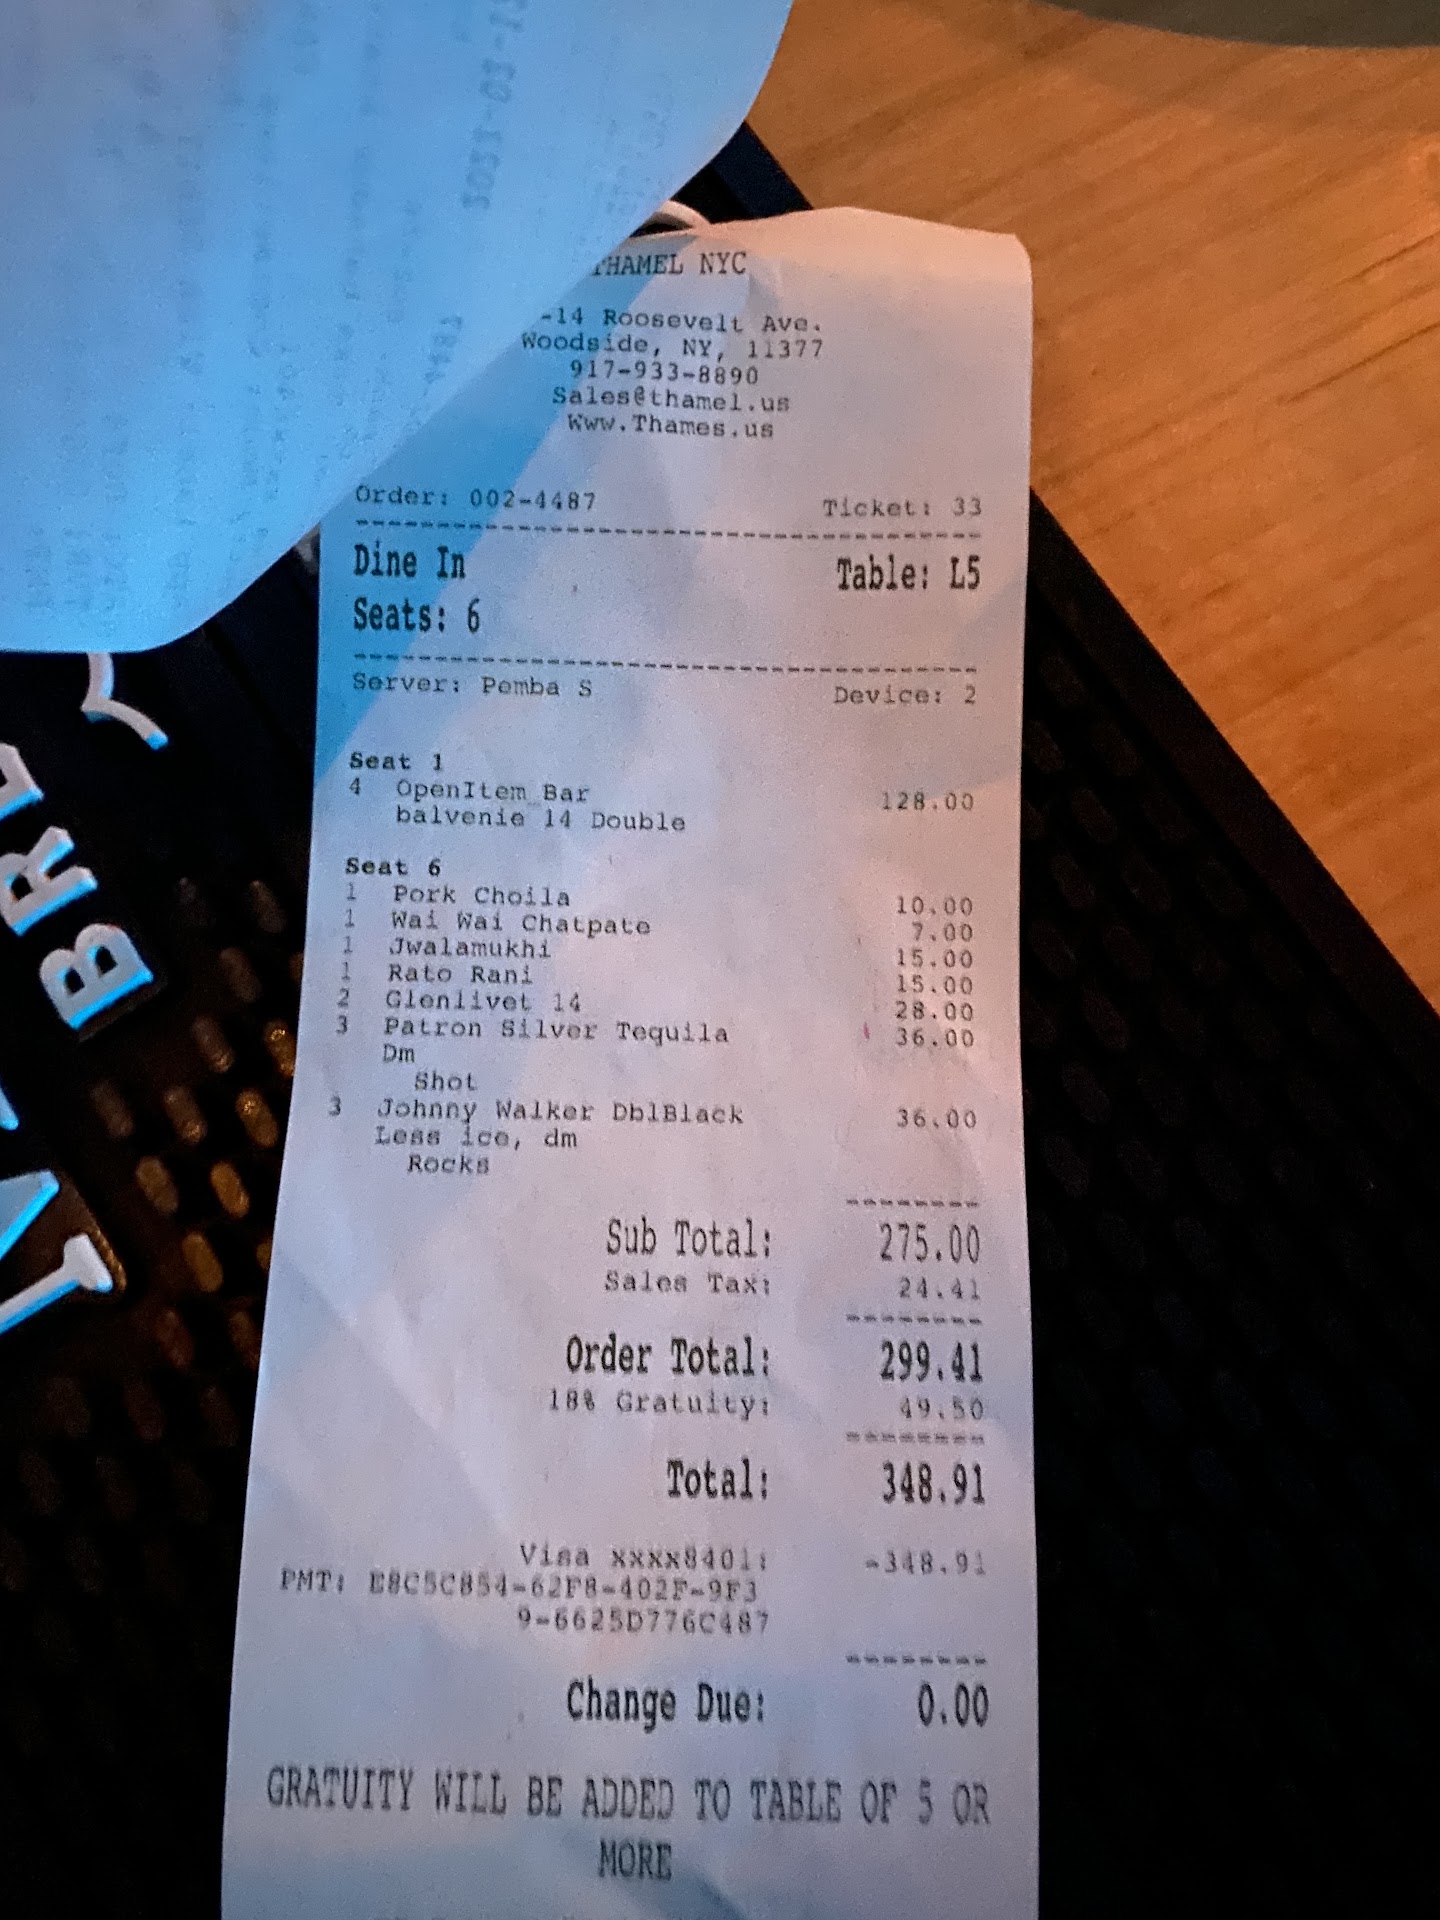 THAMEL NYC
-14 Roosevelt Ave.
Woodside, NY, 11377
917-933-8890
Sales@thamel.us
Www.Thames.us
Order: 002-4487 Ticket: 33
Dine In Table: L5
Seats: 6
Server: Pemba S Device: 2
Seat 1
4 OpenItem Bar 128.00
balvenie 14 Double
Seat 6
1 Pork Choila 10.00
1 Wai Wai Chatpate 7.00
1 Jwalamukhi 15.00
1 Rato Rani 15.00
2 Glenlivet 14 28.00
3 Patron Silver Tequila 36.00
Dm
Shot
3 Johnny Walker DblBlack 36.00
Less ice, dm
Rocks
Sub Total: 275.00
Sales Tax: 24.41
Order Total: 299.41
18% Gratuity: 49.50
Total: 348.91
Visa xxxx8401: -348.91
PMT: E8C5C854-62F8-402F-9F3
9-6625D776C487
Change Due: 0.00
GRATUITY WILL BE ADDED TO TABLE OF 5 OR
MORE